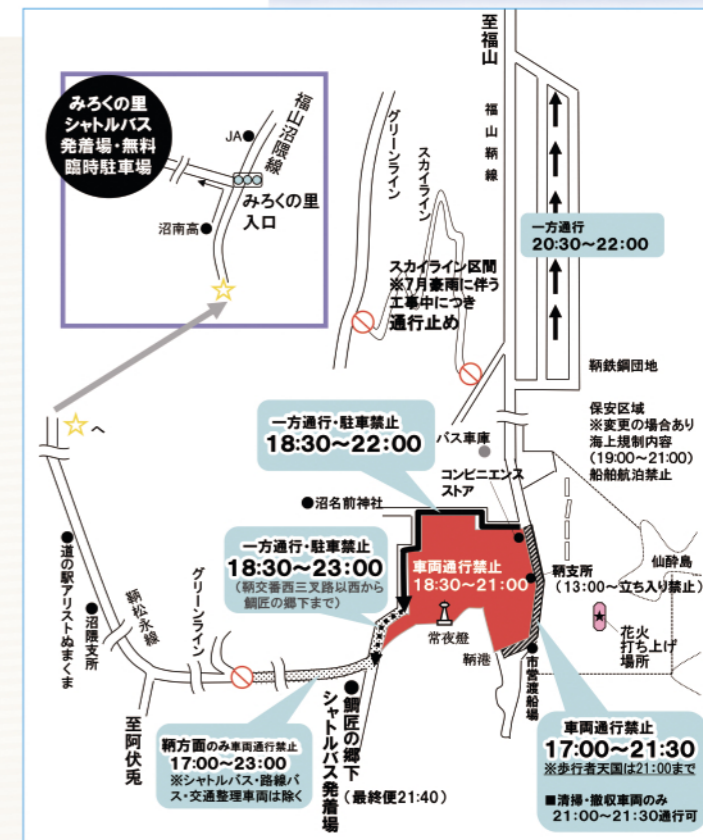 至福山
みろくの里
シャトルバス
発着場・無料
臨時駐車場
JA
福山沼隈線
みろくの里
入口
沼南高
グリーンライン
スカイライン
福山鞆線
一方通行
20:30〜22:00
スカイライン区間
※7月豪雨に伴う
工事中につき
通行止め
鞆鉄鋼団地
保安区域
※変更の場合あり
海上規制内容
(19:00〜21:00)
船舶航泊禁止
☆へ
一方通行・駐車禁止
18:30〜22:00
バス車庫
コンビニエンス
ストア
沼名前神社
一方通行・駐車禁止
18:30〜23:00
(鞆交番西三叉路以西から
鯛匠の郷下まで)
車両通行禁止
18:30〜21:00
鞆支所
(13:00〜立ち入り禁止)
仙酔島
花火
打ち上げ
場所
常夜燈
鞆港
市営渡船場
道の駅アリストぬまくま
沼隈支所
鞆松永線
グリーンライン
至阿伏兎
鞆方面のみ車両通行禁止
17:00〜23:00
※シャトルバス・路線バ
ス・交通整理車両は除く
鯛匠の郷下
シャトルバス発着場
(最終便21:40)
車両通行禁止
17:00〜21:30
※歩行者天国は21:00まで
■清掃・撤収車両のみ
21:00〜21:30通行可